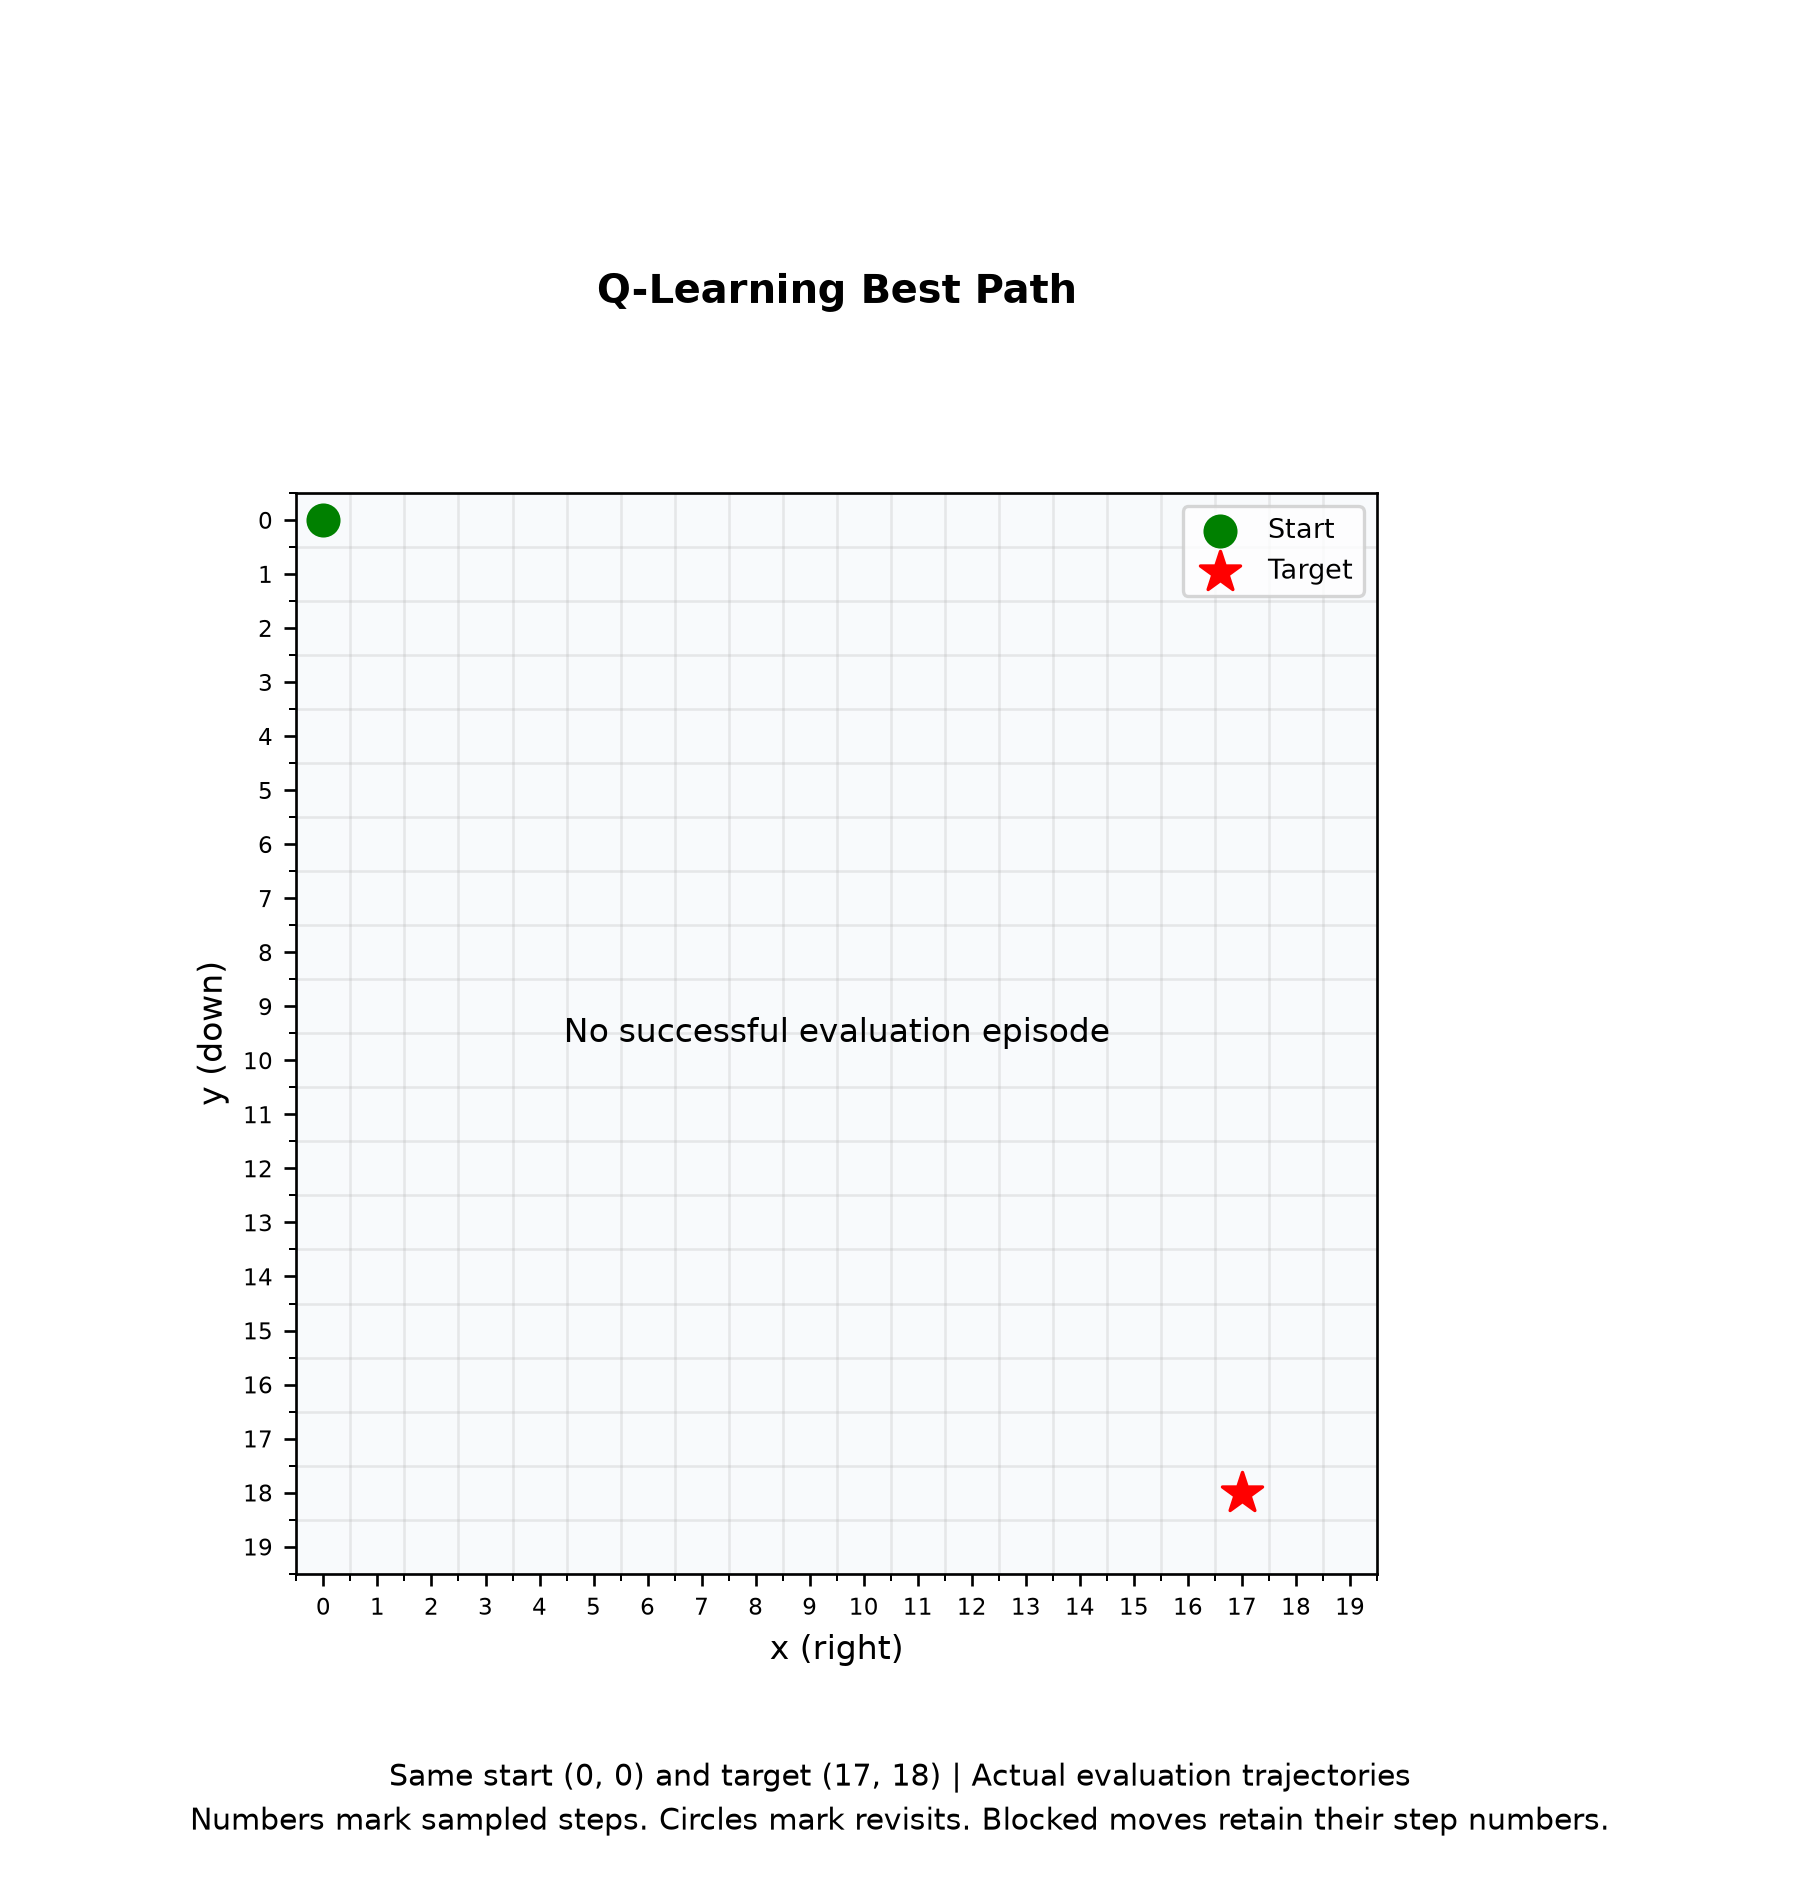 Q-Learning Best Path
Start
Target
0
1
2
3
4
5
6
7
8
9
10
11
12
13
14
15
16
17
18
19
y (down)
No successful evaluation episode
0 1 2 3 4 5 6 7 8 9 10 11 12 13 14 15 16 17 18 19
x (right)
Same start (0, 0) and target (17, 18) | Actual evaluation trajectories
Numbers mark sampled steps. Circles mark revisits. Blocked moves retain their step numbers.